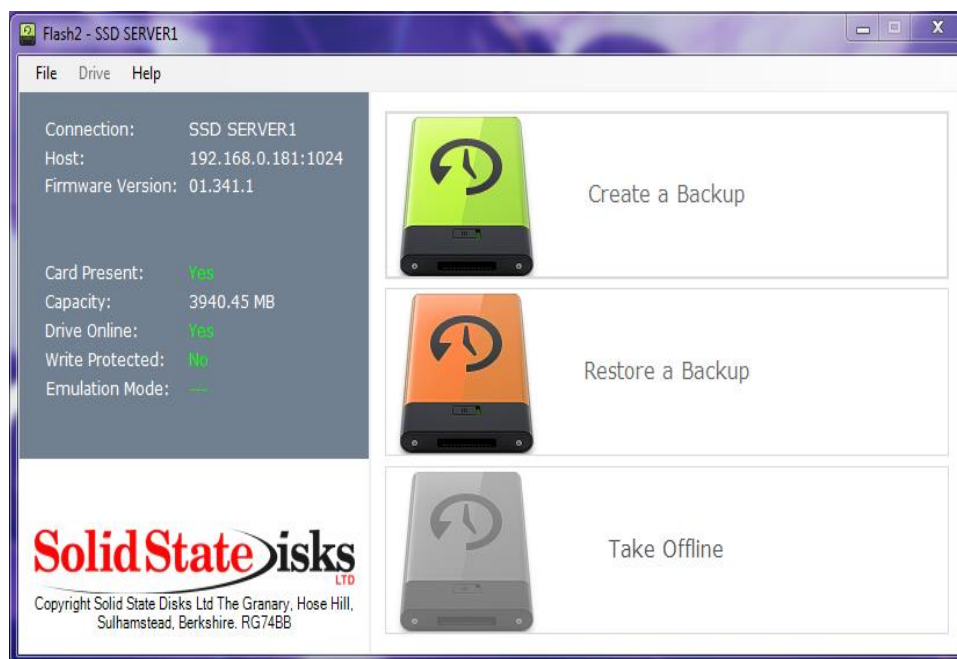 Flash2 - SSD SERVER1
File Drive Help
Connection: SSD SERVER1
Host: 192.168.0.181:1024
Firmware Version: 01.341.1
Card Present: Yes
Capacity: 3940.45 MB
Drive Online: Yes
Write Protected: No
Emulation Mode: ---
Create a Backup
Restore a Backup
Take Offline
SolidStateDisks
LTD
Copyright Solid State Disks Ltd The Granary, Hose Hill,
Sulhamstead, Berkshire. RG74BB